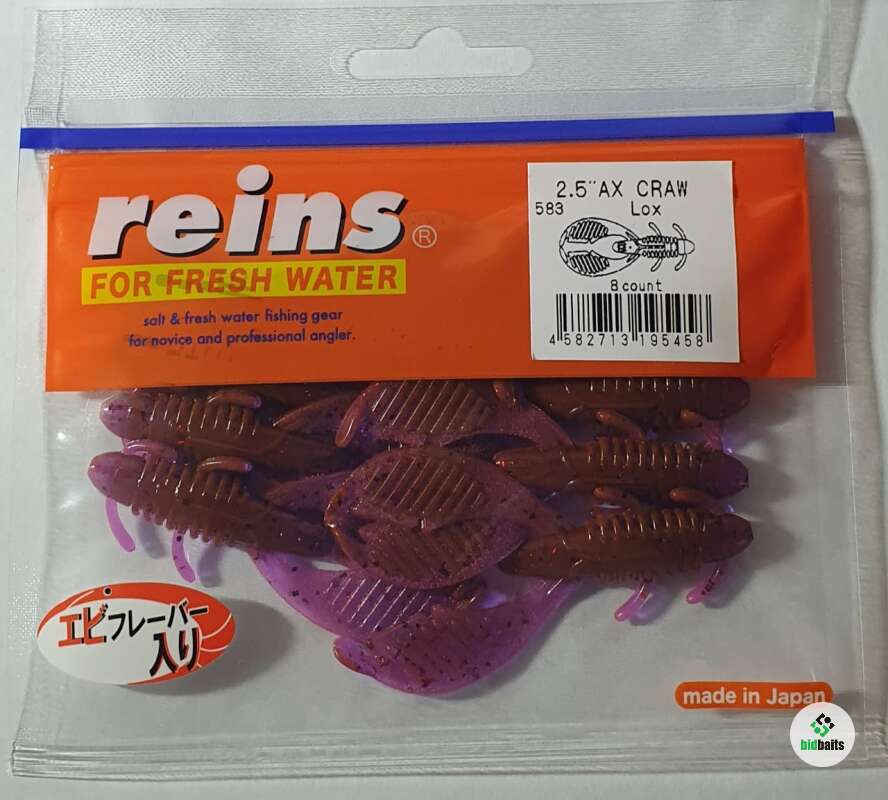 reins®
FOR FRESH WATER
salt & fresh water fishing gear
for novice and professional angler.
2.5"AX CRAW
583 Lox
8 count
4 582713 195458
エビフレーバー
入り
made in Japan
bidbaits